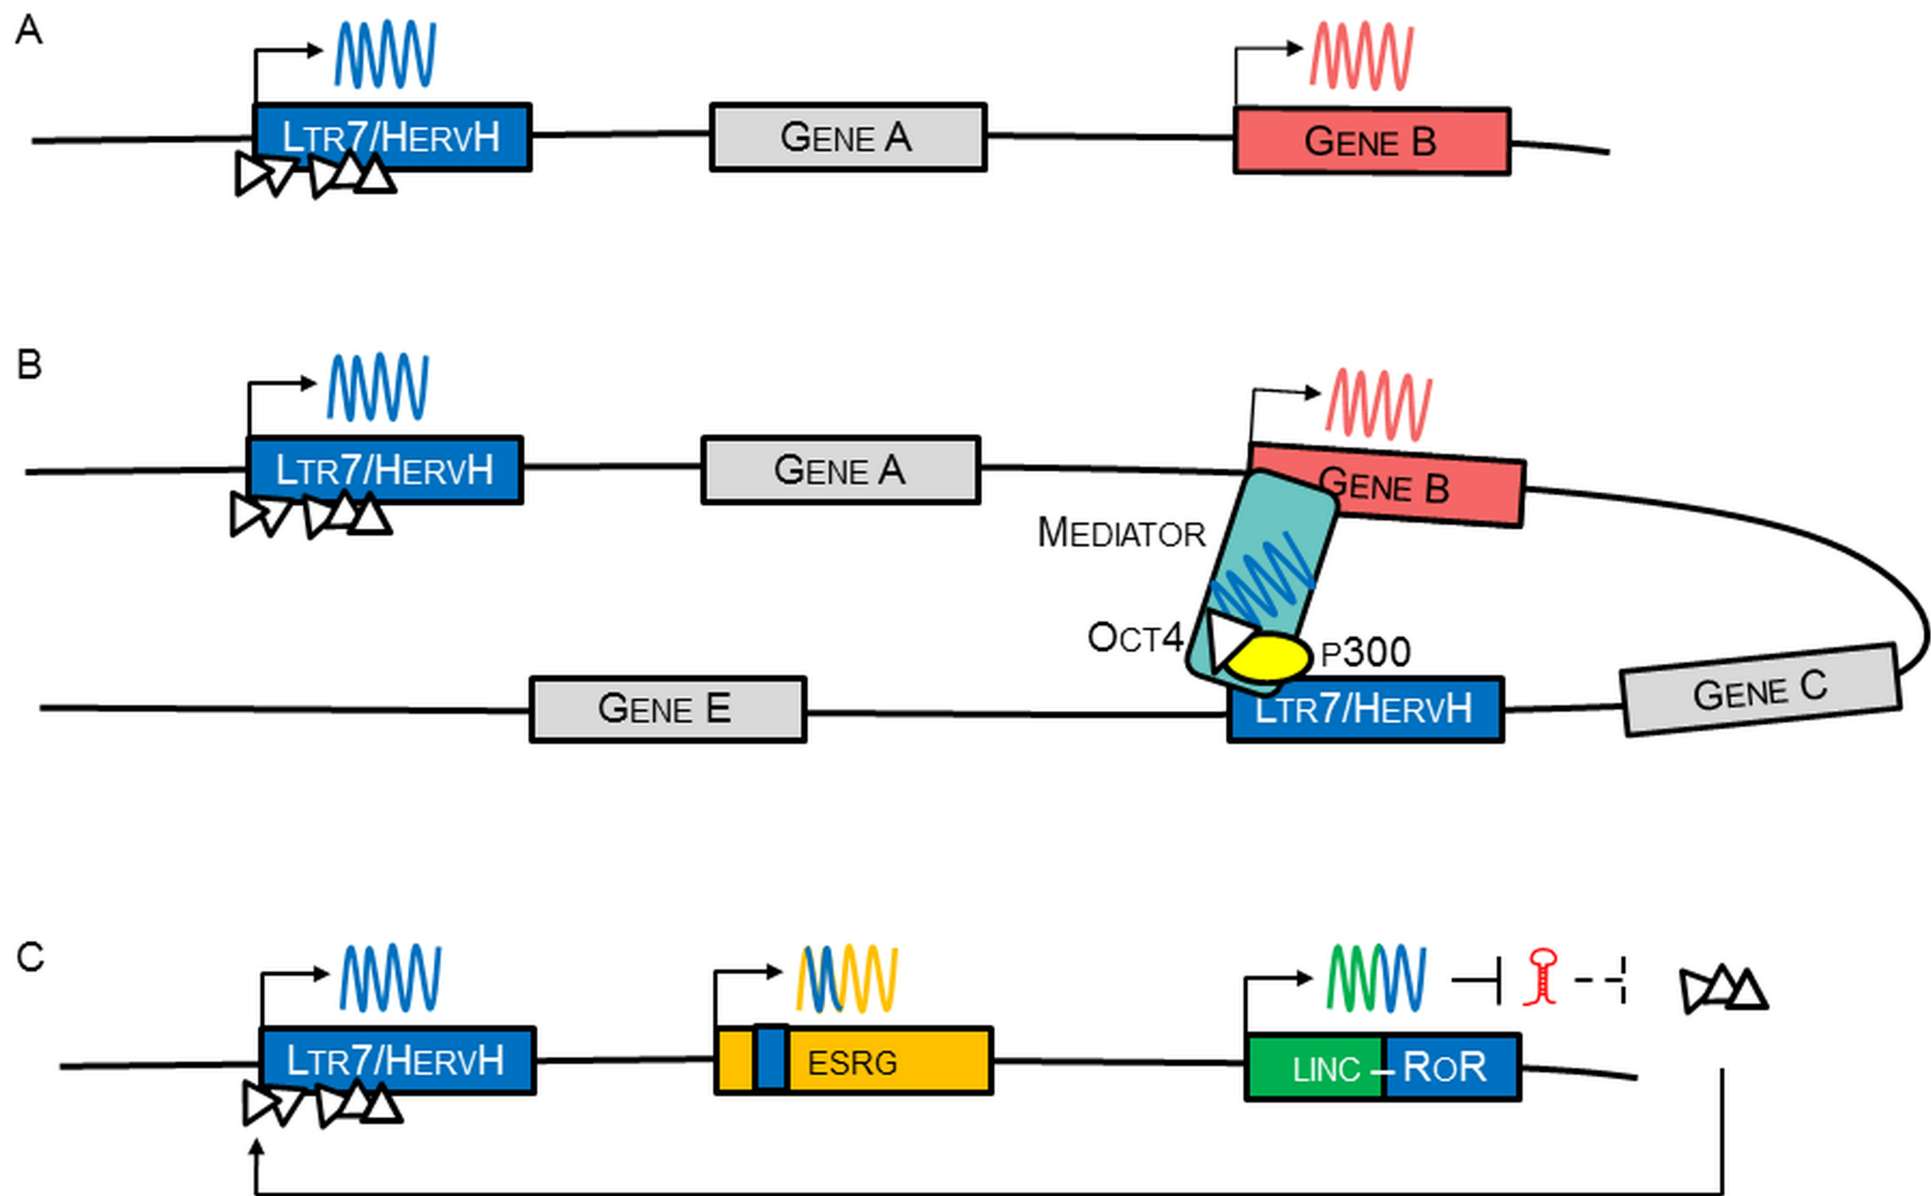 A
LTR7/HERVH
GENE A
GENE B
B
LTR7/HERVH
GENE A
GENE B
MEDIATOR
OCT4
P300
GENE E
LTR7/HERVH
GENE C
C
LTR7/HERVH
ESRG
LINC – ROR